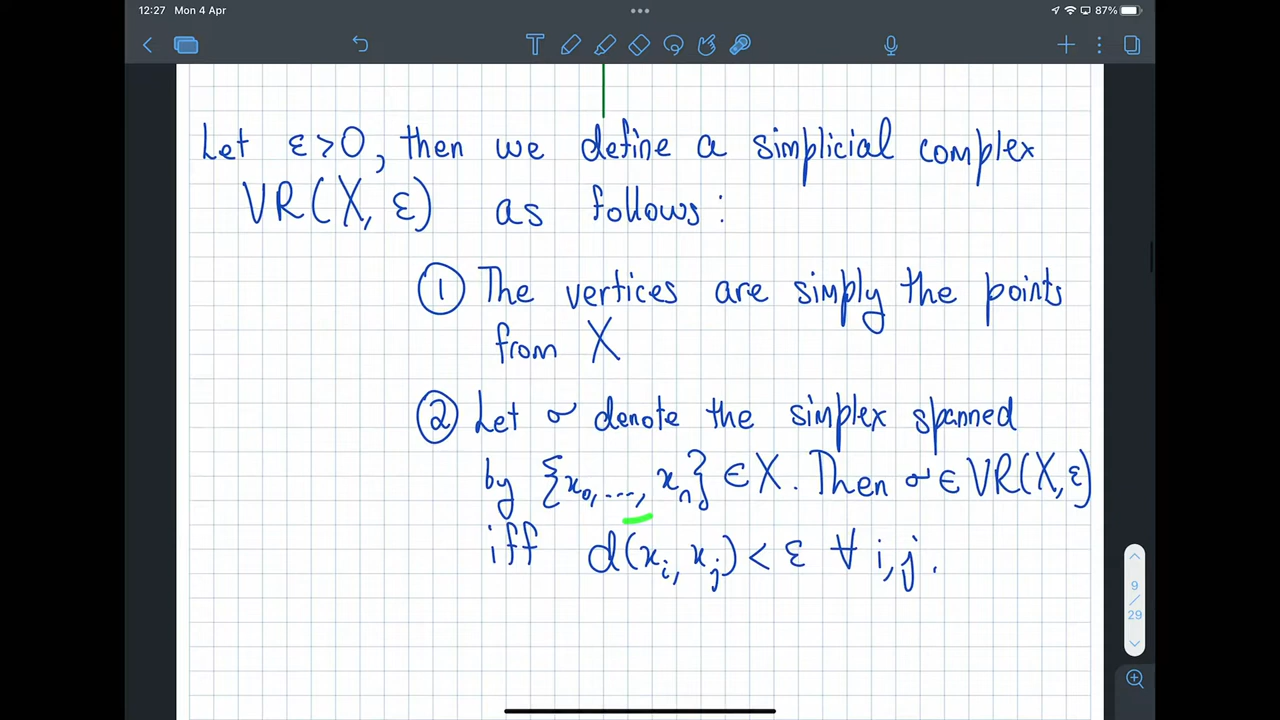 12:27 Mon 4 Apr
87%
Let ε>0, then we define a simplicial complex
VR(X, ε) as follows:
① The vertices are simply the points
from X
② Let σ denote the simplex spanned
by {x₀,..., xₙ} ∈ X. Then σ ∈ VR(X,ε)
iff d(xᵢ, xⱼ) < ε ∀ i,j.
9
/
29